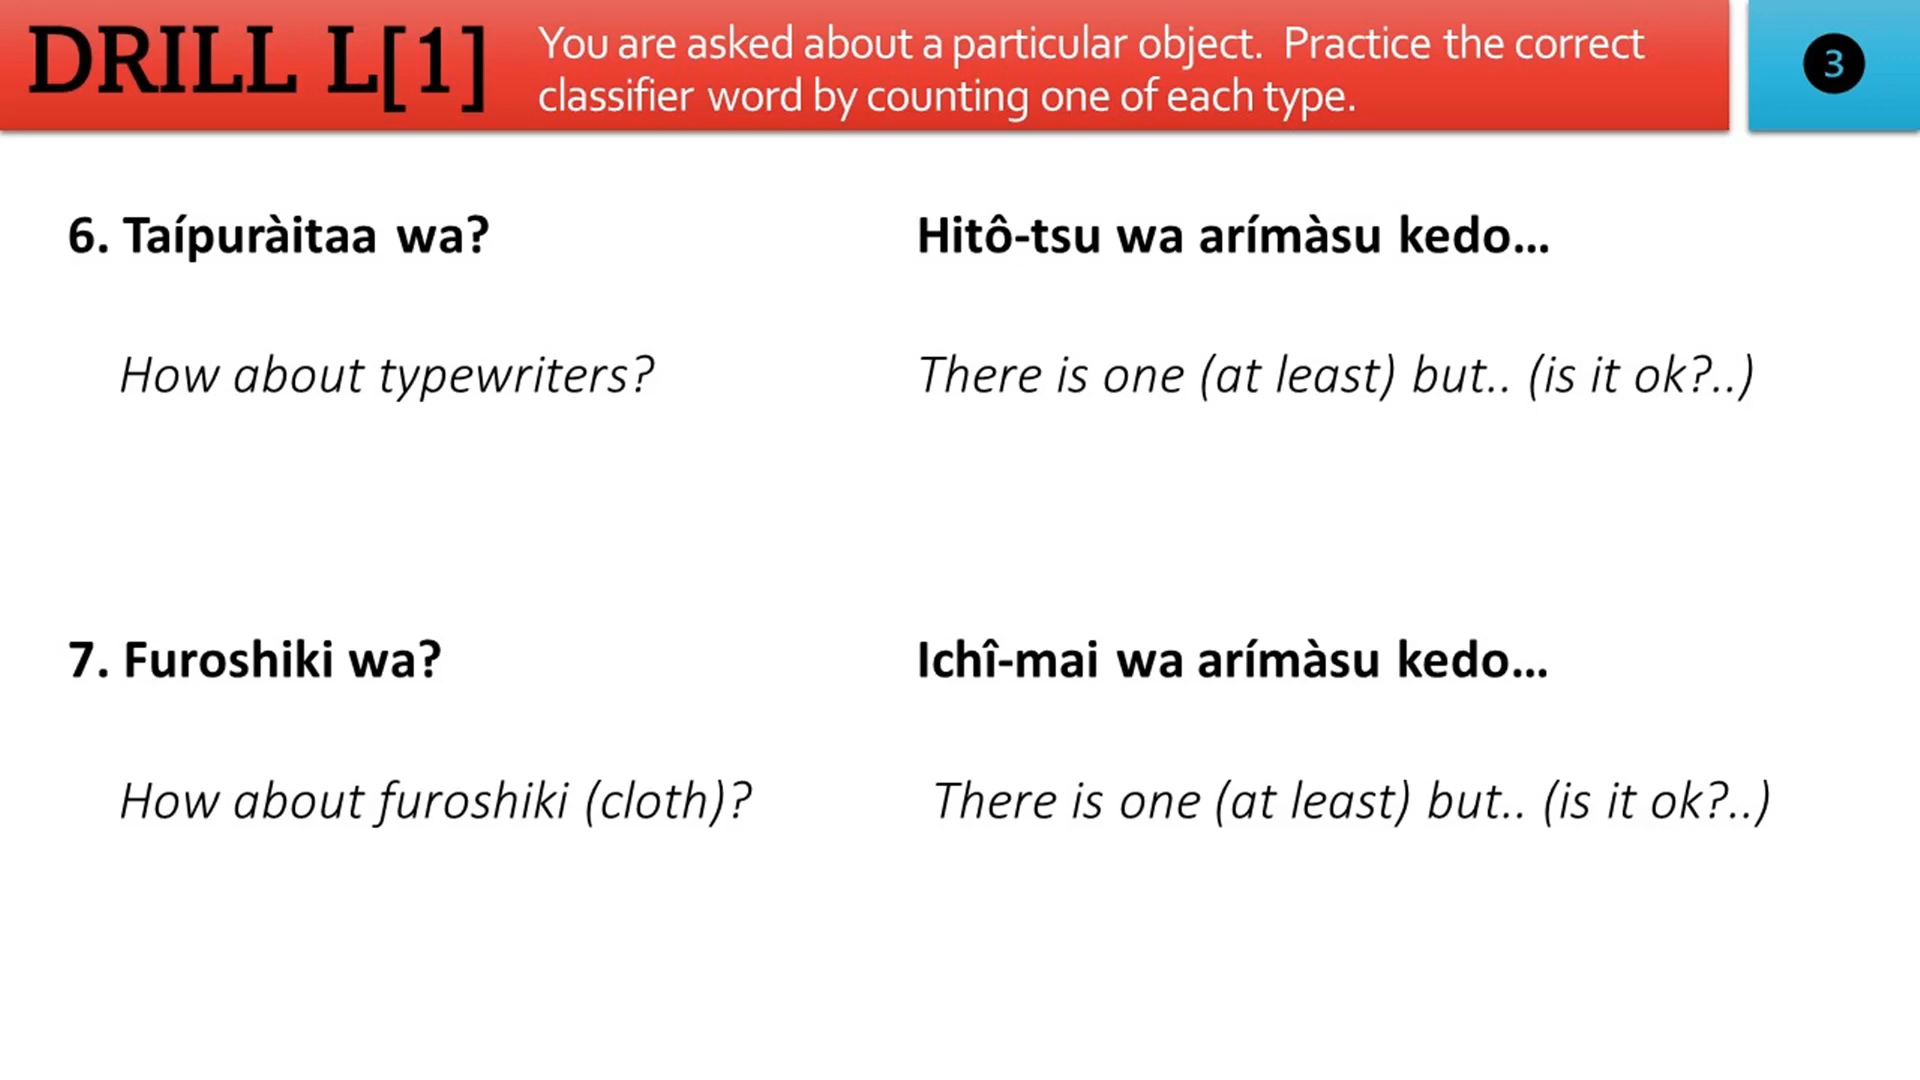 DRILL L[1]
You are asked about a particular object. Practice the correct
classifier word by counting one of each type.
3
6. Taípuràitaa wa?
Hitô-tsu wa arímàsu kedo...
How about typewriters?
There is one (at least) but.. (is it ok?..)
7. Furoshiki wa?
Ichî-mai wa arímàsu kedo...
How about furoshiki (cloth)?
There is one (at least) but.. (is it ok?..)